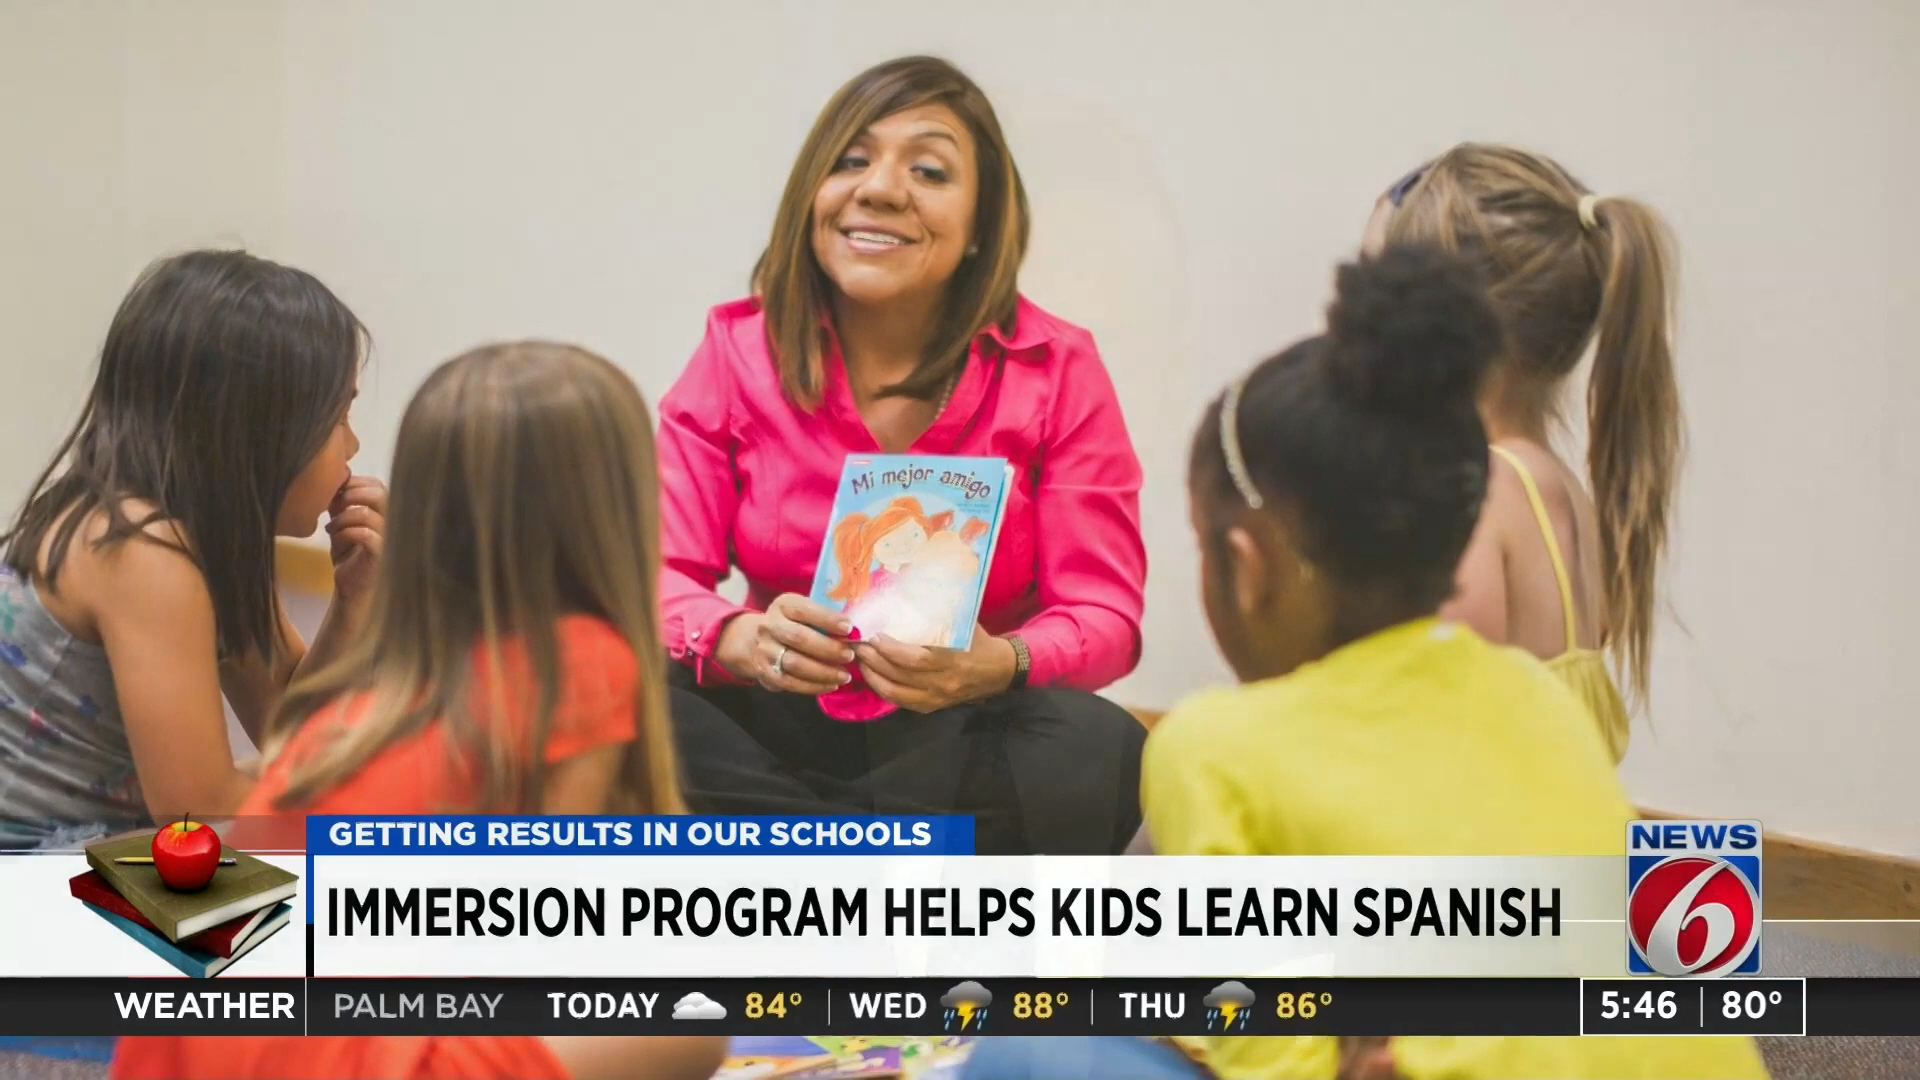 Mi mejor amigo
GETTING RESULTS IN OUR SCHOOLS
IMMERSION PROGRAM HELPS KIDS LEARN SPANISH
NEWS
6
WEATHER PALM BAY TODAY 84° WED 88° THU 86° 5:46 80°